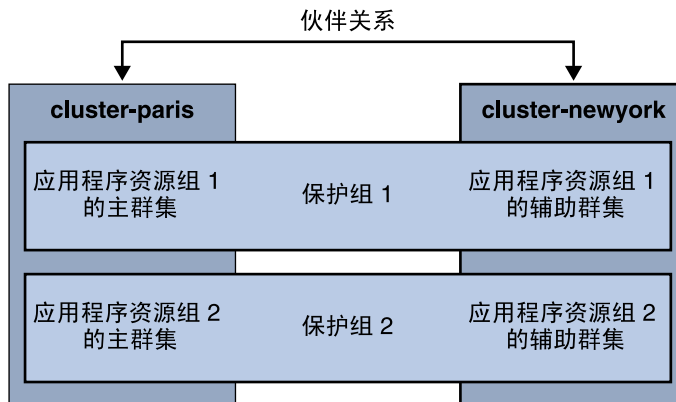 伙伴关系
cluster-paris
cluster-newyork
应用程序资源组 1
的主群集
保护组 1
应用程序资源组 1
的辅助群集
应用程序资源组 2
的主群集
保护组 2
应用程序资源组 2
的辅助群集